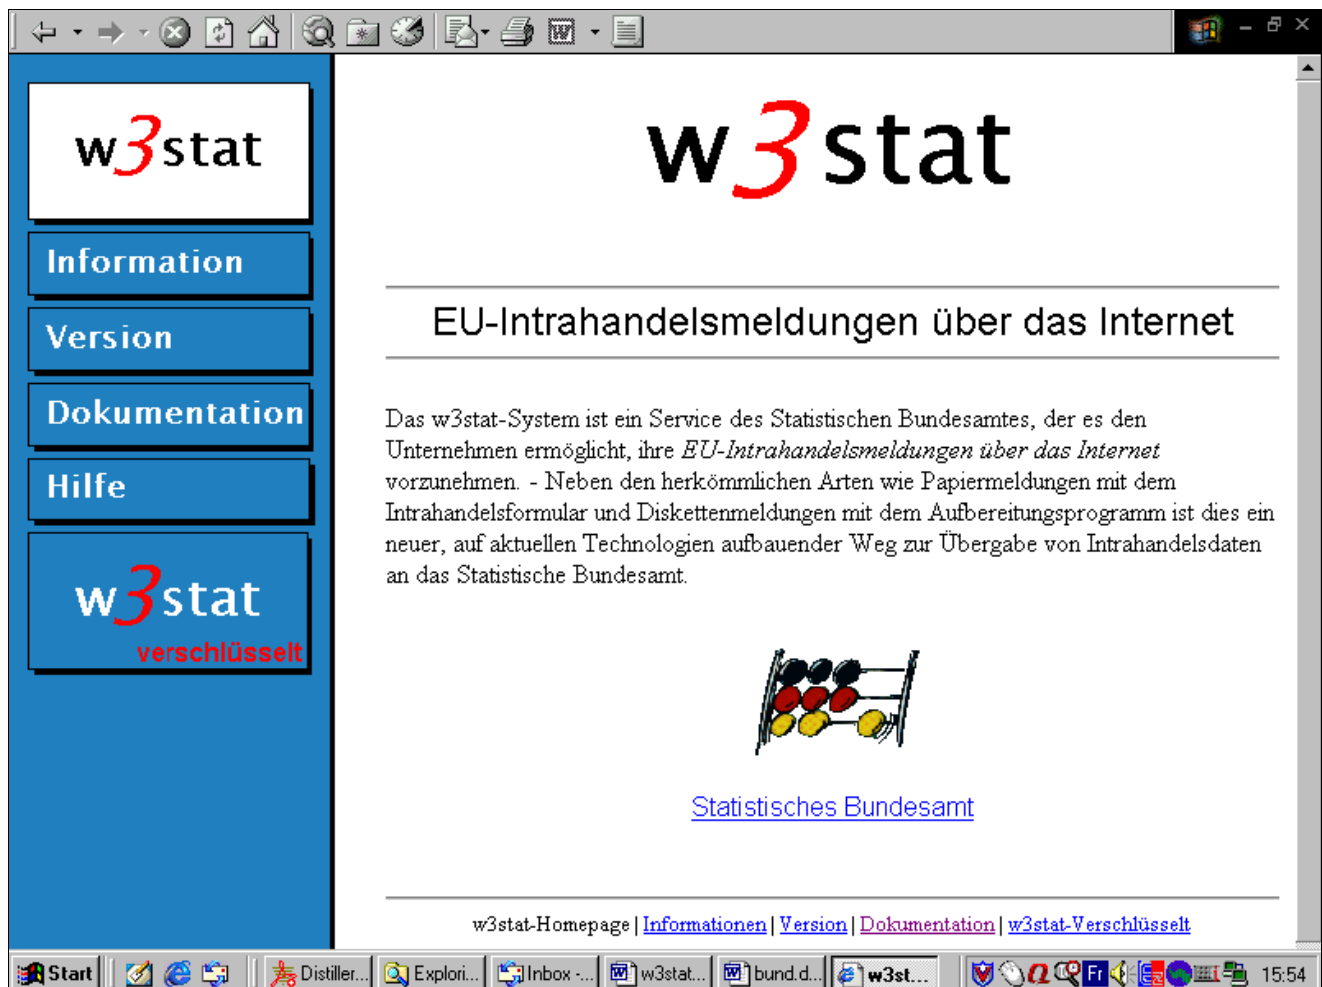 w3stat
Information
Version
Dokumentation
Hilfe
w3stat
verschlüsselt
w3stat
EU-Intrahandelsmeldungen über das Internet
Das w3stat-System ist ein Service des Statistischen Bundesamtes, der es den
Unternehmen ermöglicht, ihre EU-Intrahandelsmeldungen über das Internet
vorzunehmen. - Neben den herkömmlichen Arten wie Papiermeldungen mit dem
Intrahandelsformular und Diskettenmeldungen mit dem Aufbereitungsprogramm ist dies ein
neuer, auf aktuellen Technologien aufbauender Weg zur Übergabe von Intrahandelsdaten
an das Statistische Bundesamt.
Statistisches Bundesamt
w3stat-Homepage | Informationen | Version | Dokumentation | w3stat-Verschlüsselt
Start Distiller... Explori... Inbox -... w3stat... bund.d... w3st... Fr 15:54